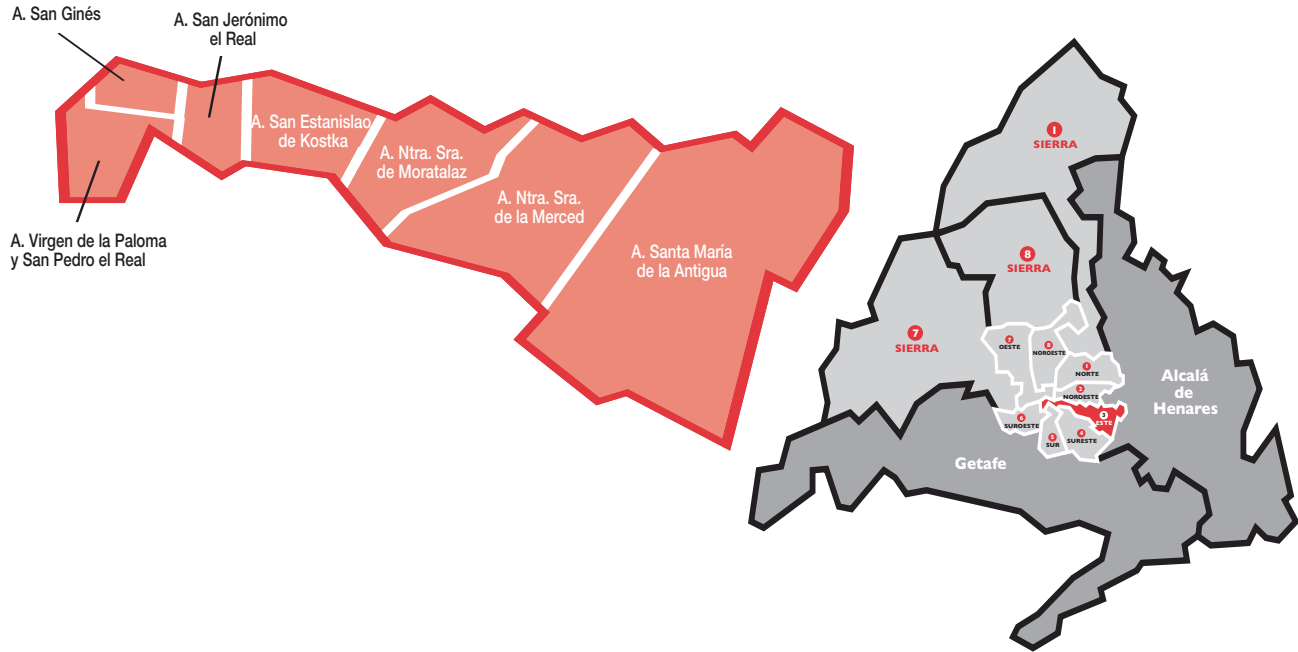 A. San Ginés
A. San Jerónimo
el Real
A. San Estanislao
de Kostka
A. Ntra. Sra.
de Moratalaz
A. Ntra. Sra.
de la Merced
A. Santa María
de la Antigua
A. Virgen de la Paloma
y San Pedro el Real
1
SIERRA
8
SIERRA
7
SIERRA
7
OESTE
8
NOROESTE
1
NORTE
2
NORDESTE
3
ESTE
6
SUROESTE
5
SUR
4
SURESTE
Alcalá
de
Henares
Getafe